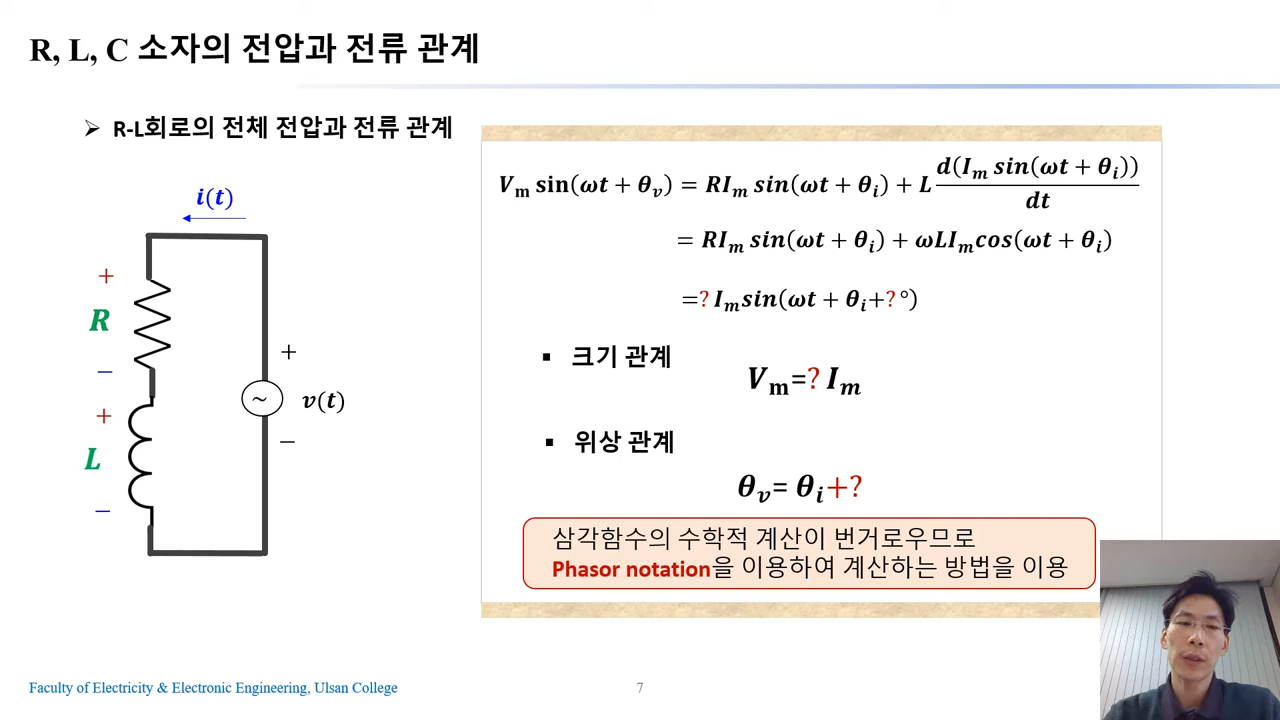 R, L, C 소자의 전압과 전류 관계
➢ R-L회로의 전체 전압과 전류 관계
i(t)
+
R
−
+
L
−
+
~
v(t)
−
V_m sin(ωt + θ_v) = RI_m sin(ωt + θ_i) + L d(I_m sin(ωt + θ_i))/dt
= RI_m sin(ωt + θ_i) + ωLI_m cos(ωt + θ_i)
=? I_m sin(ωt + θ_i+? °)
▪ 크기 관계
V_m=? I_m
▪ 위상 관계
θ_v= θ_i+?
삼각함수의 수학적 계산이 번거로우므로
Phasor notation을 이용하여 계산하는 방법을 이용
Faculty of Electricity & Electronic Engineering, Ulsan College
7